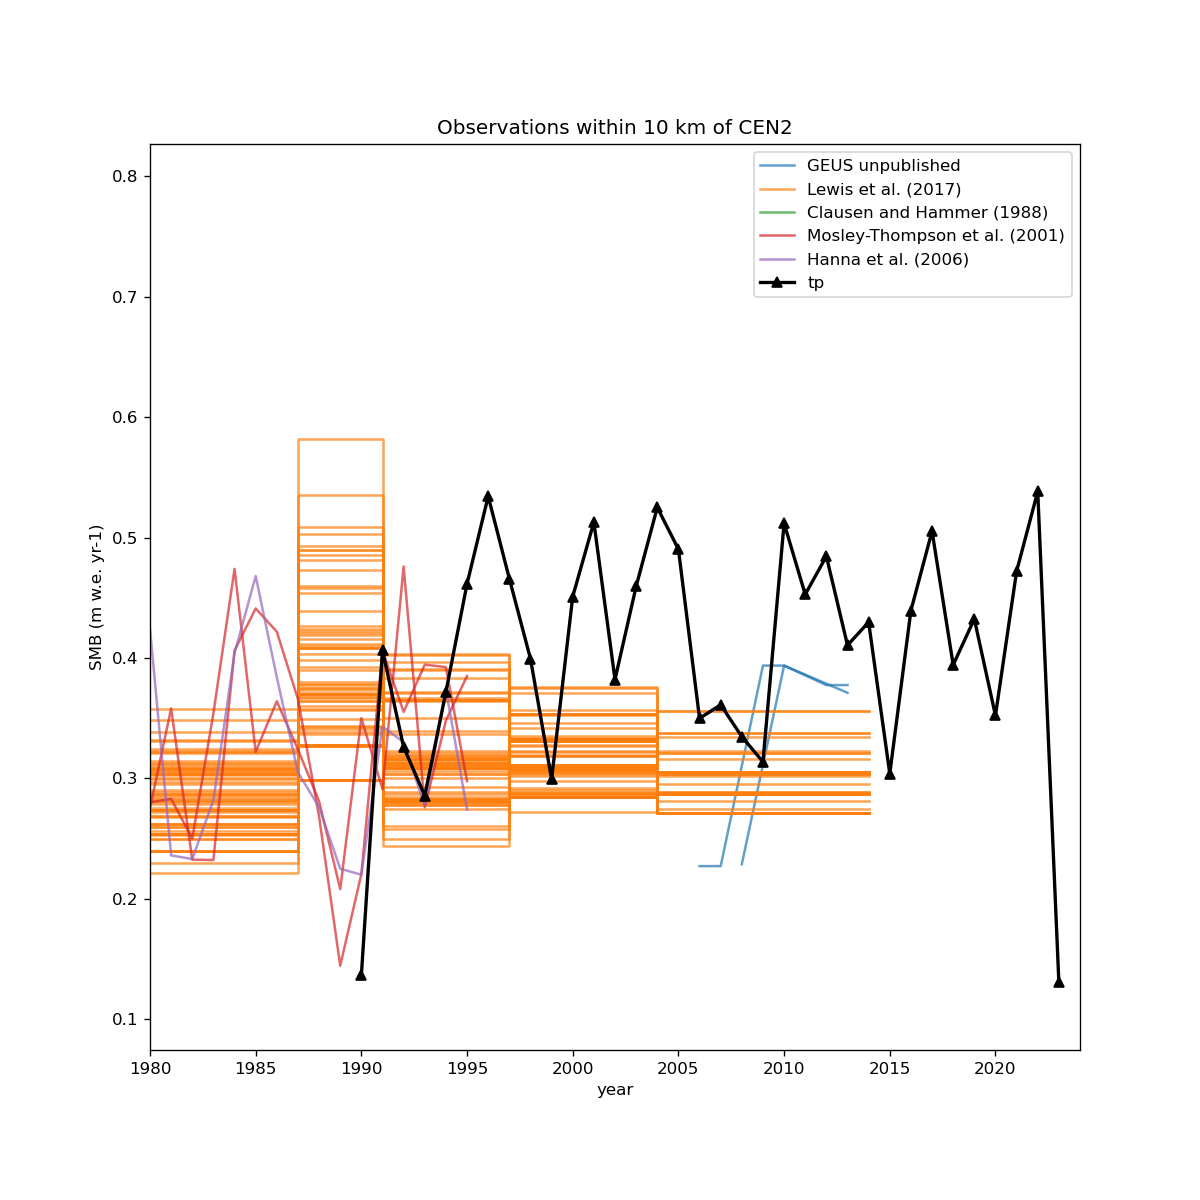 Observations within 10 km of CEN2
GEUS unpublished
Lewis et al. (2017)
Clausen and Hammer (1988)
Mosley-Thompson et al. (2001)
Hanna et al. (2006)
tp
SMB (m w.e. yr-1)
0.8
0.7
0.6
0.5
0.4
0.3
0.2
0.1
1980 1985 1990 1995 2000 2005 2010 2015 2020
year